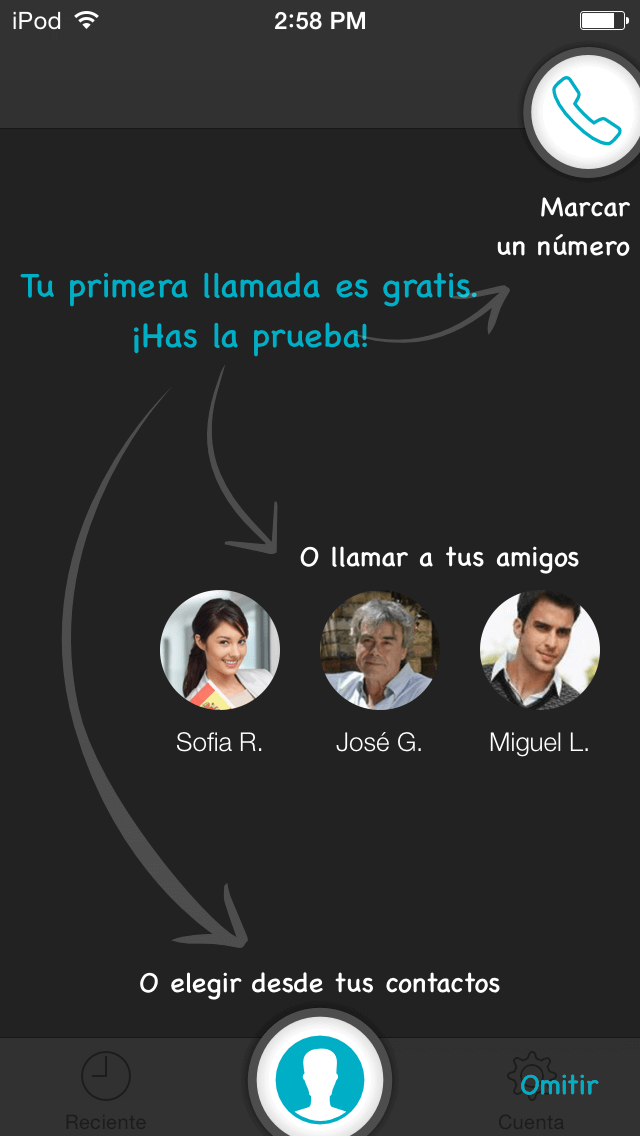 iPod 2:58 PM
Marcar
un número
Tu primera llamada es gratis.
¡Has la prueba!
O llamar a tus amigos
Sofia R. José G. Miguel L.
O elegir desde tus contactos
Omitir
Reciente Cuenta